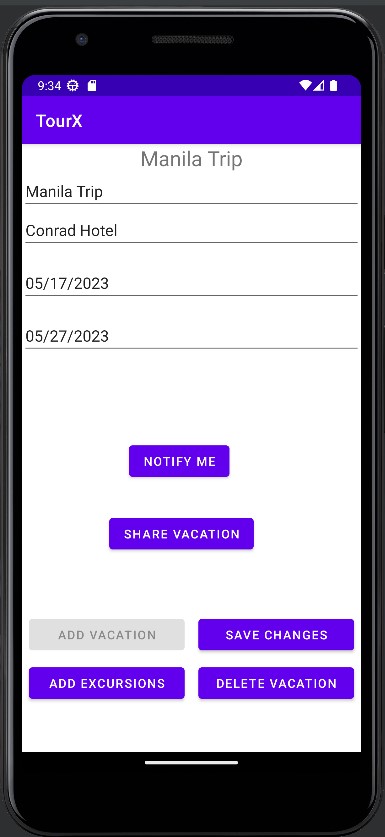 9:34
TourX
Manila Trip
Manila Trip
Conrad Hotel
05/17/2023
05/27/2023
NOTIFY ME
SHARE VACATION
ADD VACATION SAVE CHANGES
ADD EXCURSIONS DELETE VACATION